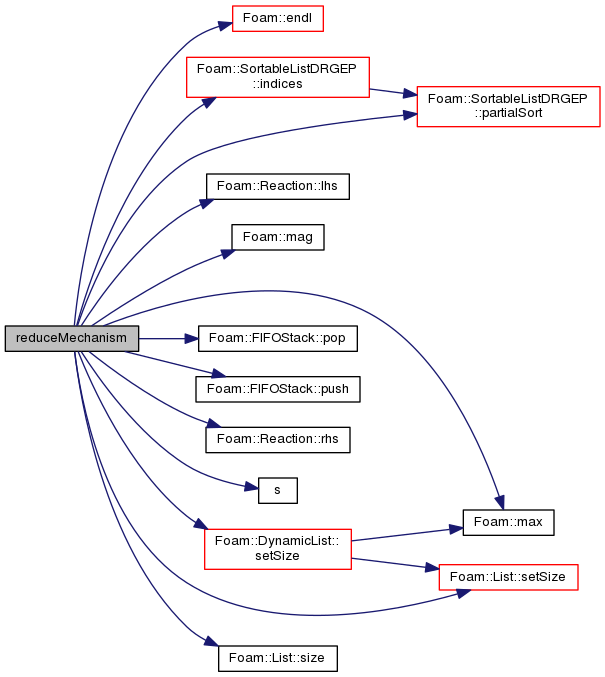 Foam::endl
Foam::SortableListDRGEP
::indices
Foam::SortableListDRGEP
::partialSort
Foam::Reaction::lhs
Foam::mag
reduceMechanism
Foam::FIFOStack::pop
Foam::FIFOStack::push
Foam::Reaction::rhs
s
Foam::max
Foam::DynamicList::
setSize
Foam::List::setSize
Foam::List::size